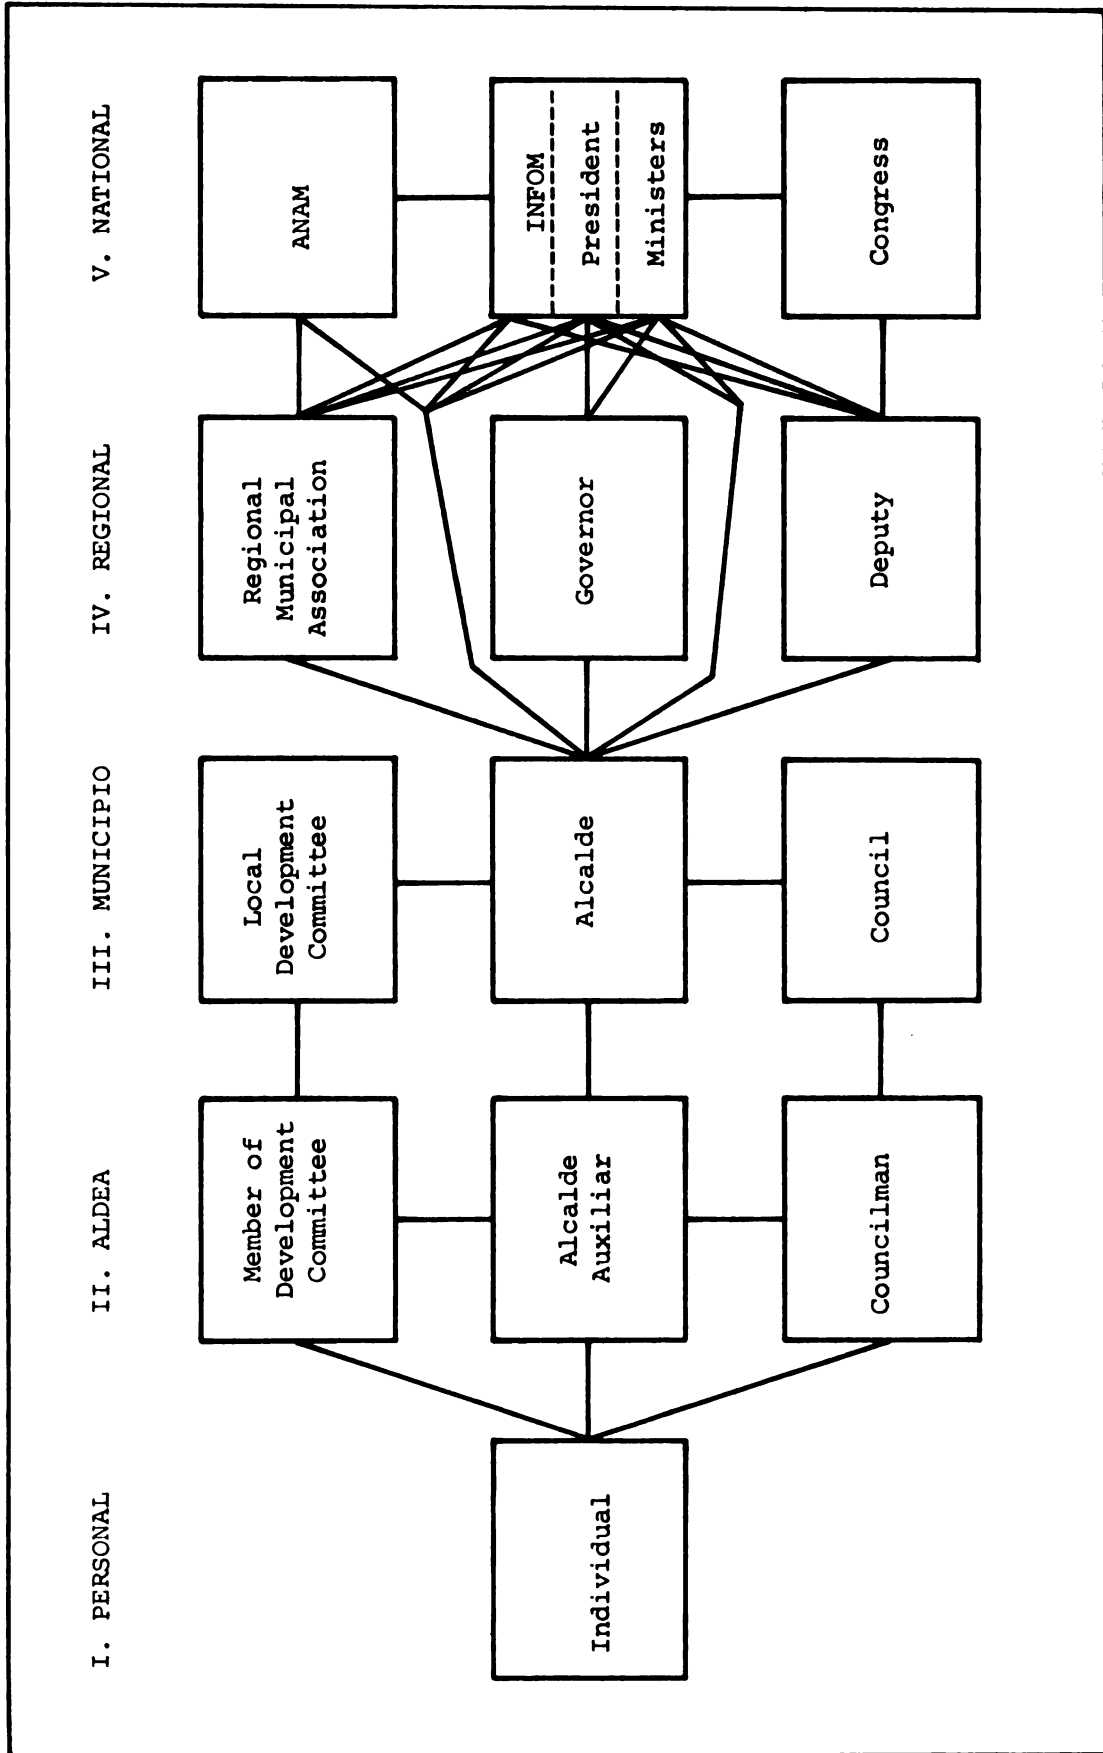 I. PERSONAL
II. ALDEA
III. MUNICIPIO
IV. REGIONAL
V. NATIONAL
Individual
Member of
Development
Committee
Alcalde
Auxiliar
Councilman
Local
Development
Committee
Alcalde
Council
Regional
Municipal
Association
Governor
Deputy
ANAM
INFOM
President
Ministers
Congress